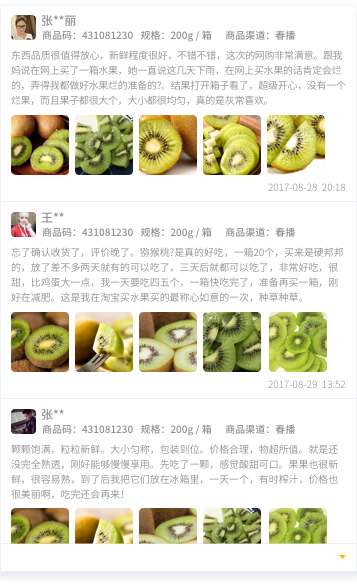 张**丽
商品码：431081230 规格：200g / 箱 商品渠道：春播
东西品质很值得放心，新鲜程度很好，不错不错，这次的网购非常满意。跟我
妈说在网上买了一箱水果，她一直说这几天下雨，在网上买水果的话肯定会烂
的，弄得我都做好水果烂的准备的?。结果打开箱子看了，超级开心，没有一个
烂果，而且果子都很大个，大小都很均匀，真的是灰常喜欢。
2017-08-28 20:18
王**
商品码：431081230 规格：200g / 箱 商品渠道：春播
忘了确认收货了，评价晚了。猕猴桃?是真的好吃，一箱20个，买来是硬邦邦
的，放了差不多两天就有的可以吃了，三天后就都可以吃了，非常好吃，很
甜，比鸡蛋大一点，我一天要吃四五个，一箱快吃完了，准备再买一箱，刚
好在减肥。这是我在淘宝买水果买的最称心如意的一次，种草种草。
2017-08-29 13:52
张**
商品码：431081230 规格：200g / 箱 商品渠道：春播
颗颗饱满，粒粒新鲜。大小匀称，包装到位。价格合理，物超所值。就是还
没完全熟透，刚好能够慢慢享用。先吃了一颗，感觉酸甜可口。果果也很新
鲜，很容易熟，到了后我把它们放在冰箱里，一天一个，有时榨汁，价格也
很美丽啊，吃完还会再来！